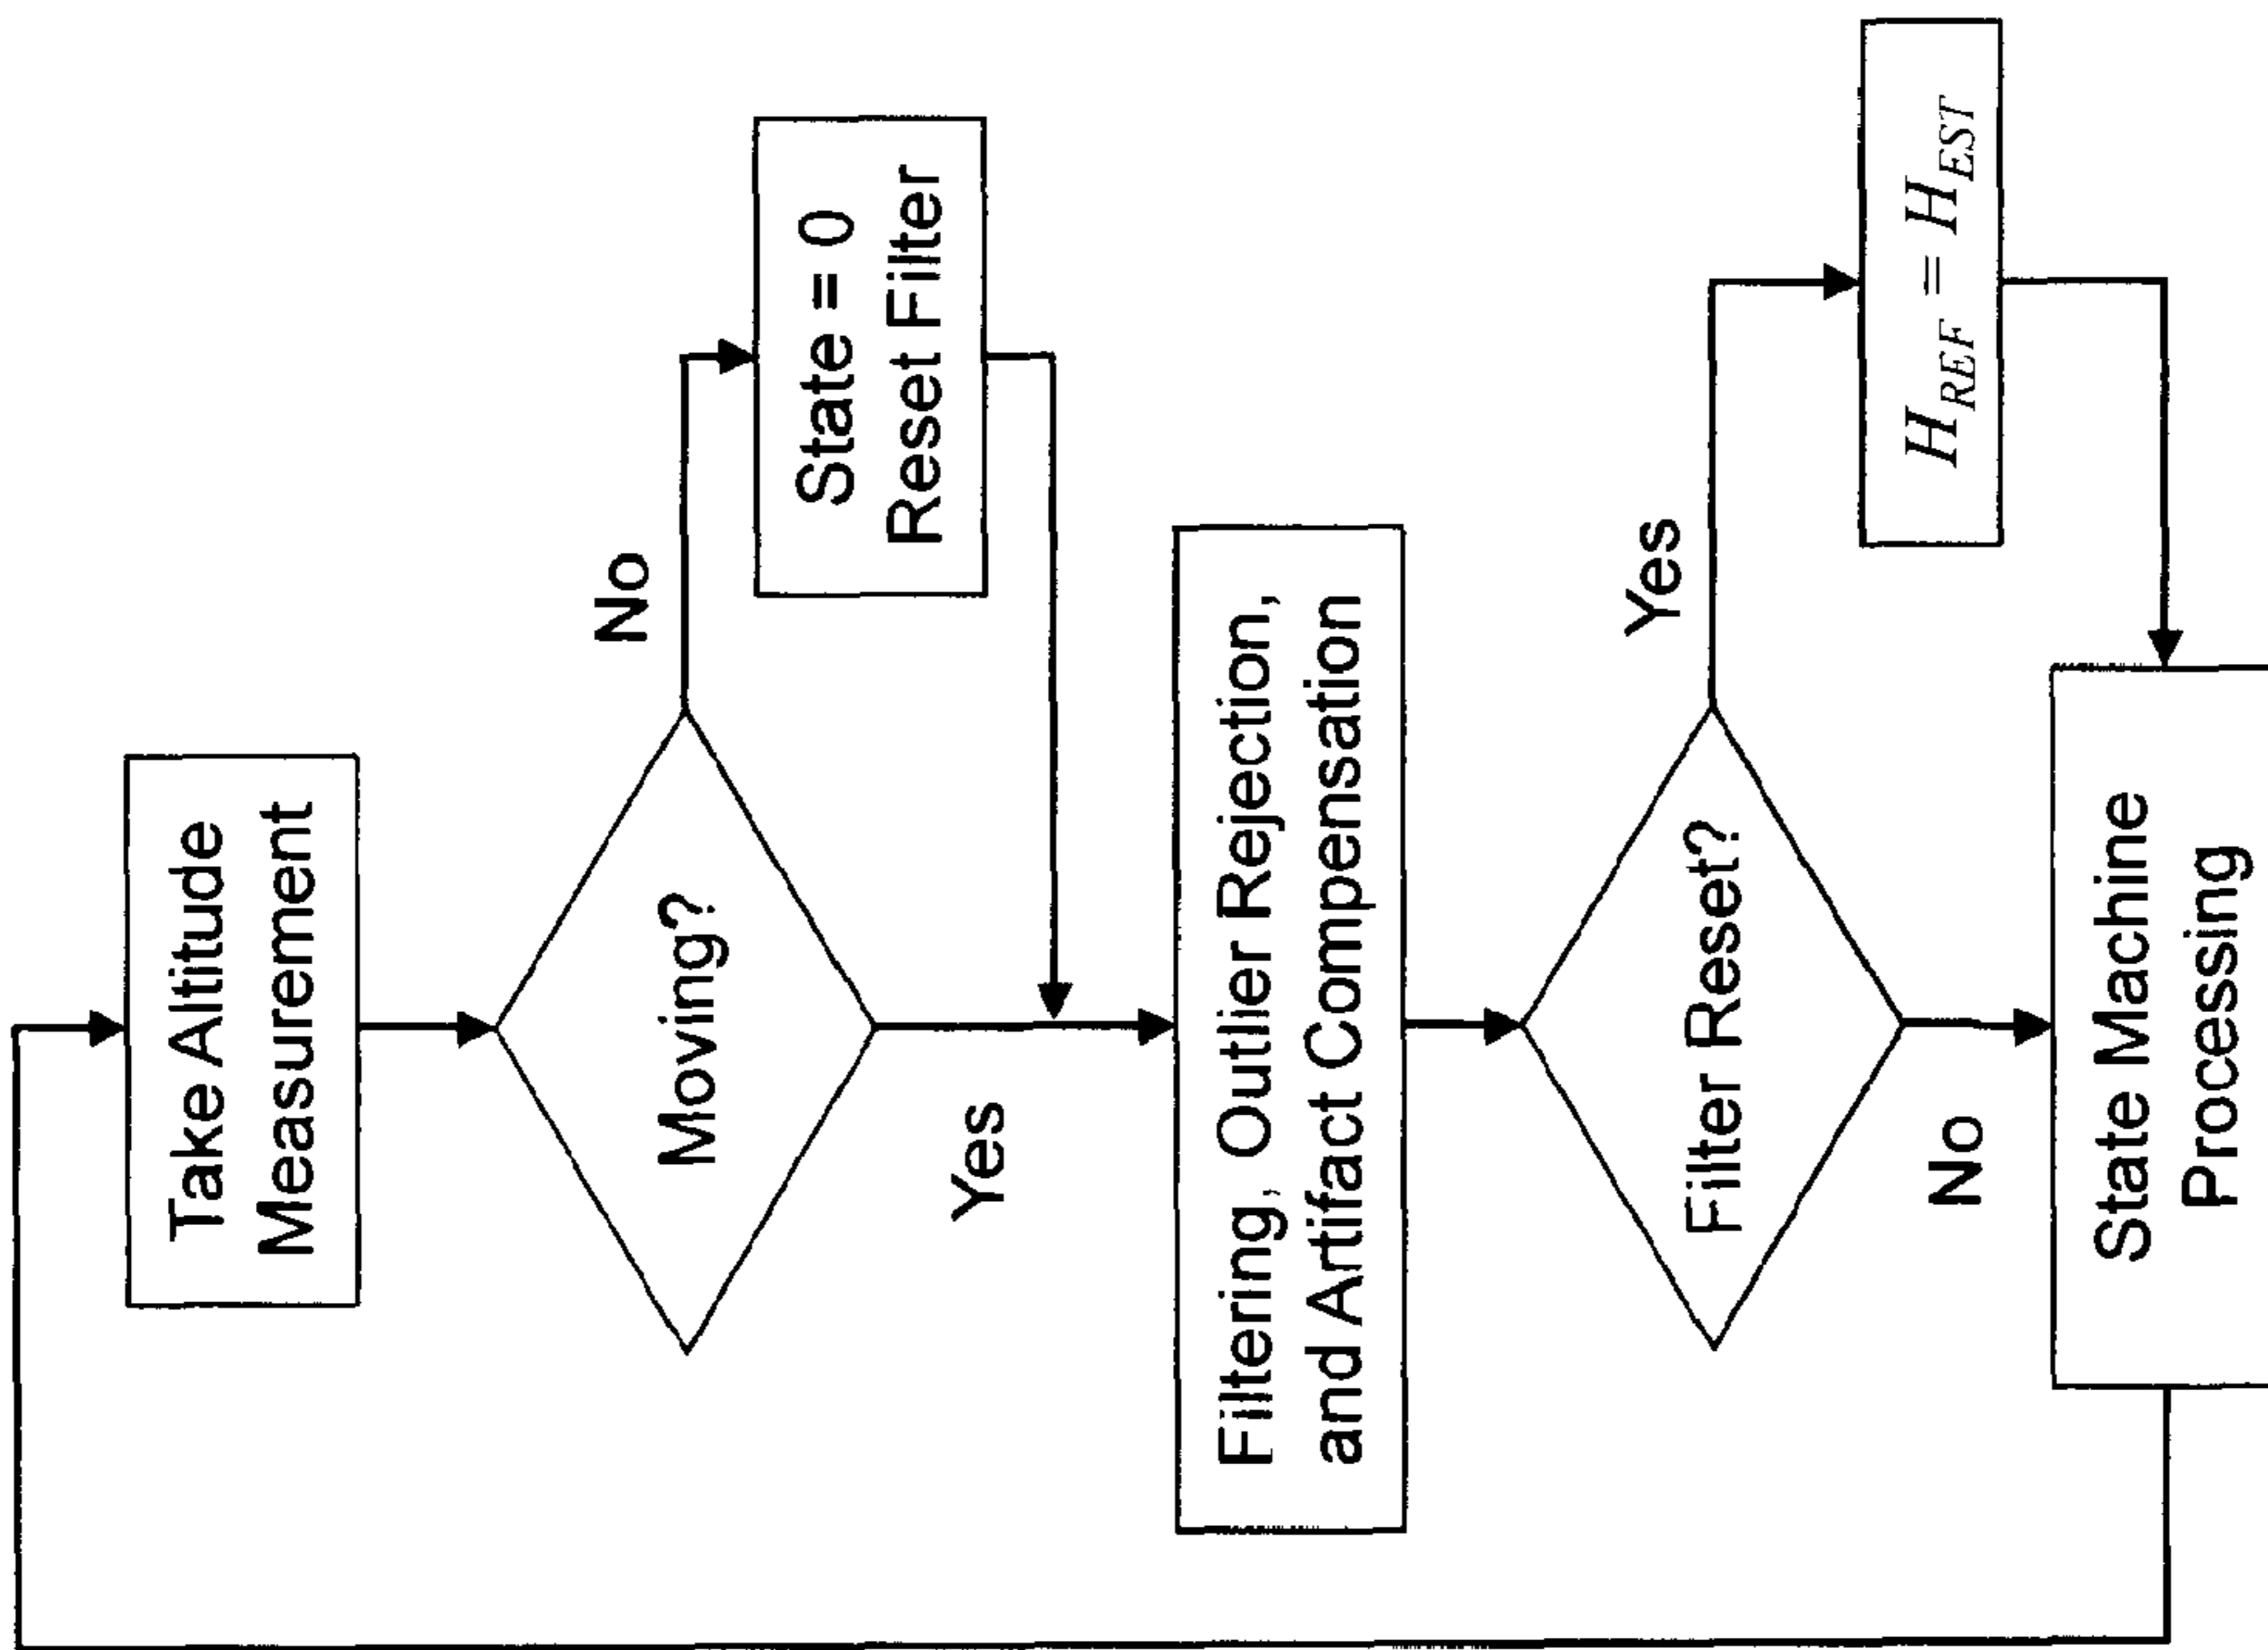 Take Altitude
Measurement
Moving?
No
State = 0
Reset Filter
Yes
Filtering, Outlier Rejection,
and Artifact Compensation
Filter Reset?
Yes
H_REF = H_EST
No
State Machine
Processing